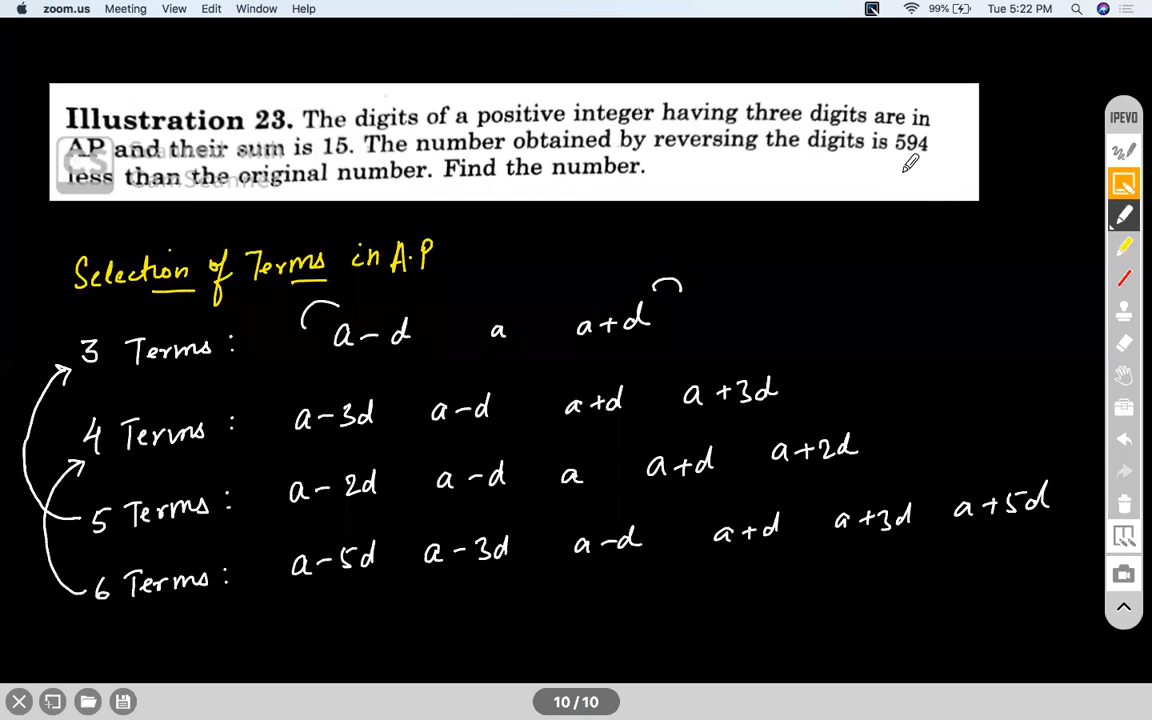 zoom.us Meeting View Edit Window Help 99% Tue 5:22 PM
Illustration 23. The digits of a positive integer having three digits are in
AP and their sum is 15. The number obtained by reversing the digits is 594
less than the original number. Find the number.
CS
CamScanner
IPEVO
Selection of Terms in A.P
3 Terms : a-d a a+d
4 Terms : a-3d a-d a+d a+3d
5 Terms : a-2d a-d a a+d a+2d
6 Terms : a-5d a-3d a-d a+d a+3d a+5d
10 / 10